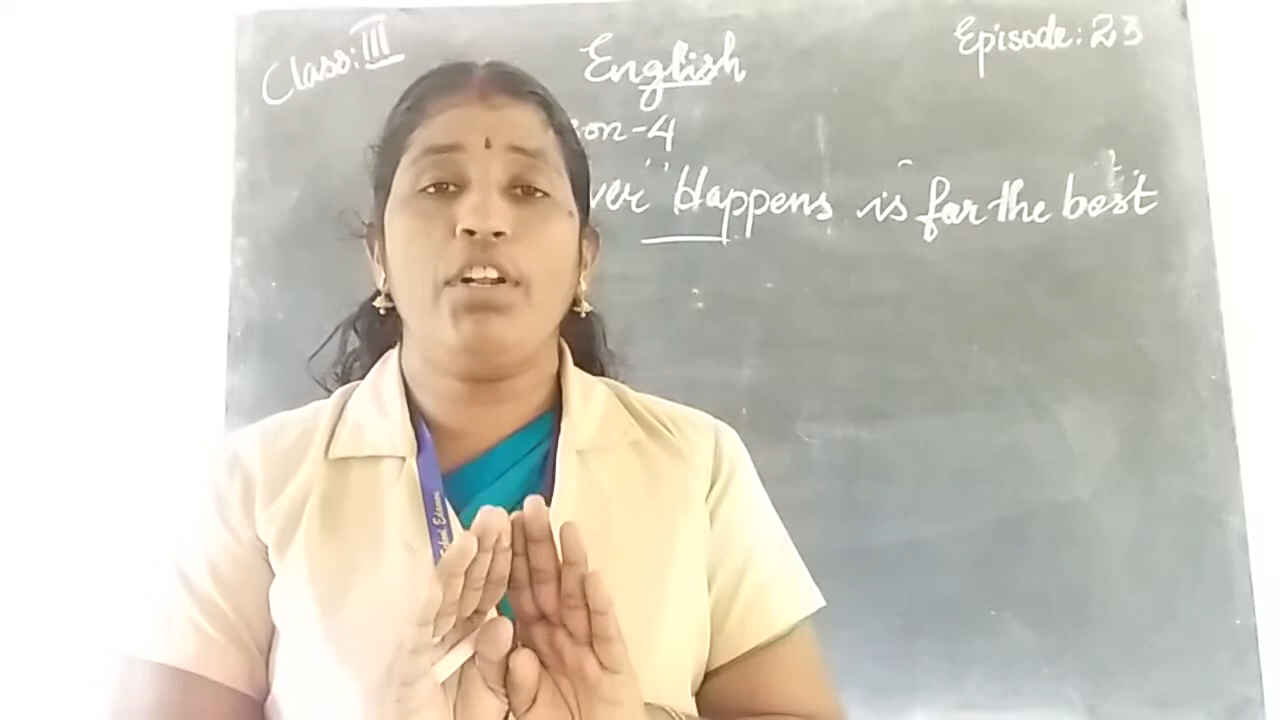 Class: III
English
Episode: 23
son-4
ver Happens is for the best